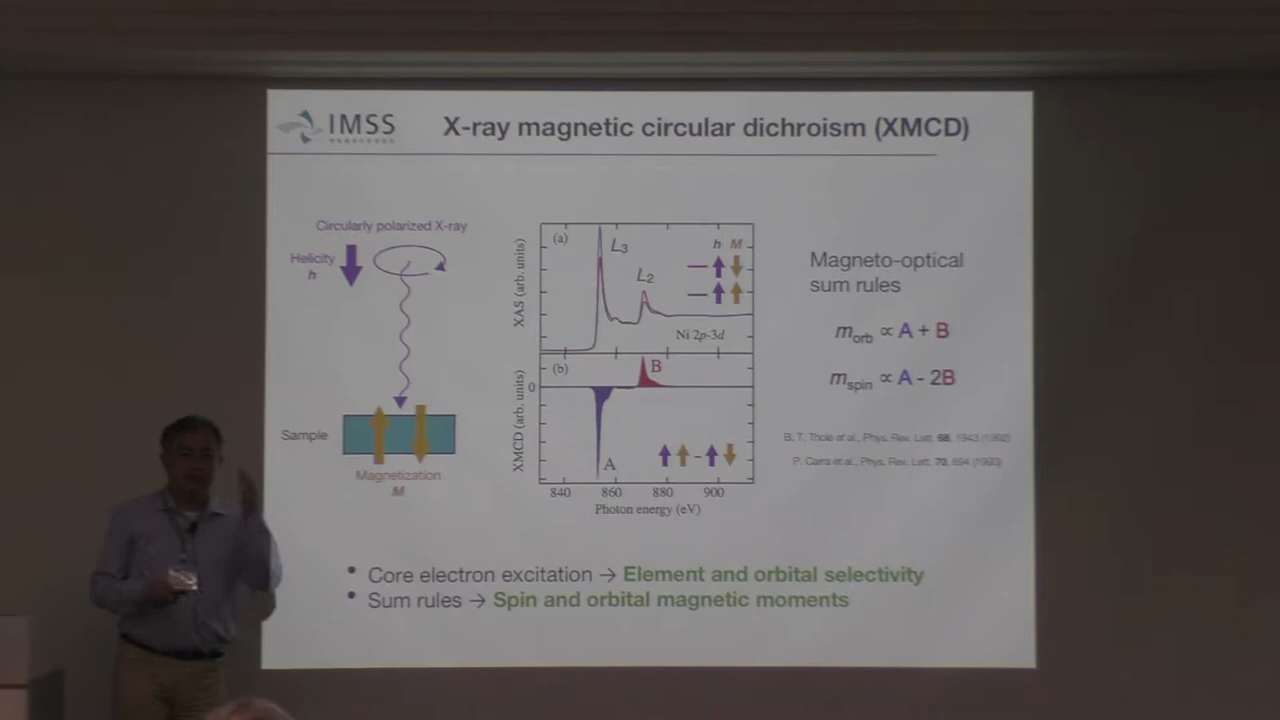 IMSS
X-ray magnetic circular dichroism (XMCD)
Circularly polarized X-ray
Helicity
h
Sample
Magnetization
M
XAS (arb. units)
(a)
L3
L2
h M
Ni 2p-3d
XMCD (arb. units)
(b)
0
B
A
-
840 860 880 900
Photon energy (eV)
Magneto-optical
sum rules
morb ∝ A + B
mspin ∝ A - 2B
B. T. Thole et al., Phys. Rev. Lett. 68, 1943 (1992)
P. Carra et al., Phys. Rev. Lett. 70, 694 (1993)
• Core electron excitation → Element and orbital selectivity
• Sum rules → Spin and orbital magnetic moments